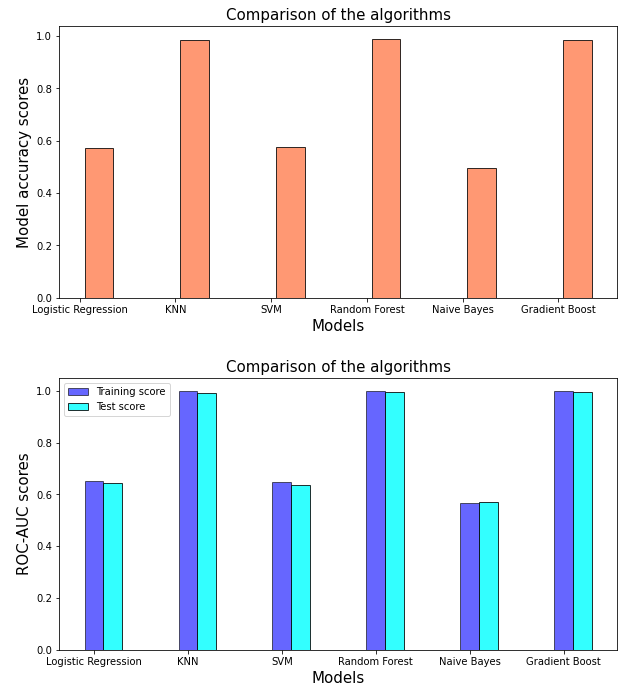 Comparison of the algorithms
1.0
0.8
0.6
0.4
0.2
0.0
Model accuracy scores
Logistic Regression KNN SVM Random Forest Naive Bayes Gradient Boost
Models
Comparison of the algorithms
Training score
Test score
1.0
0.8
0.6
0.4
0.2
0.0
ROC-AUC scores
Logistic Regression KNN SVM Random Forest Naive Bayes Gradient Boost
Models